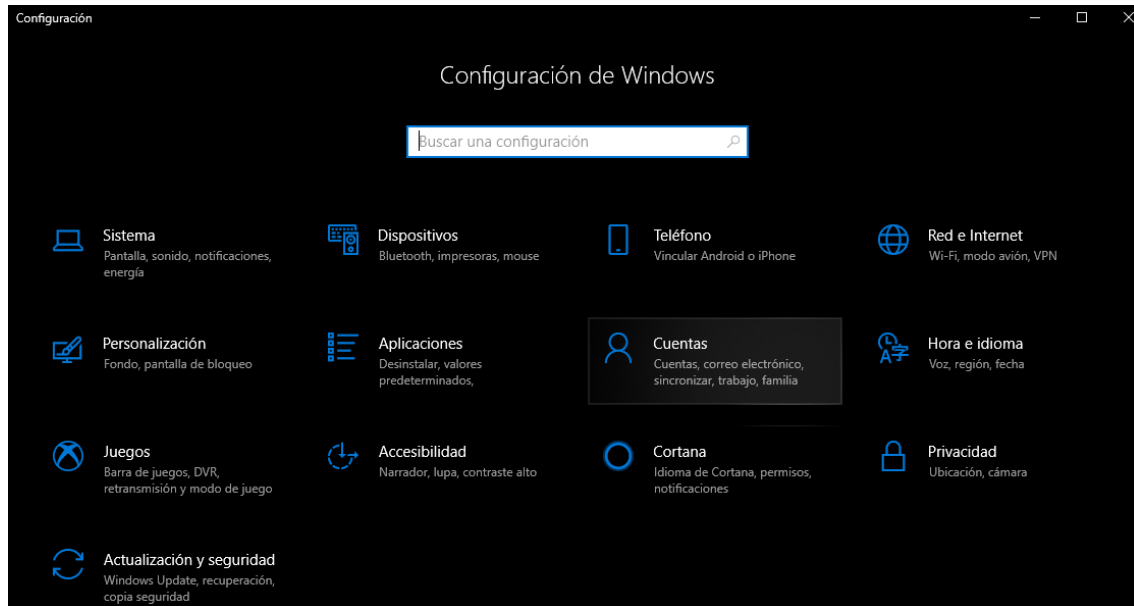 Configuración
Configuración de Windows
Buscar una configuración
Sistema
Pantalla, sonido, notificaciones,
energía
Dispositivos
Bluetooth, impresoras, mouse
Teléfono
Vincular Android o iPhone
Red e Internet
Wi-Fi, modo avión, VPN
Personalización
Fondo, pantalla de bloqueo
Aplicaciones
Desinstalar, valores
predeterminados,
Cuentas
Cuentas, correo electrónico,
sincronizar, trabajo, familia
Hora e idioma
Voz, región, fecha
Juegos
Barra de juegos, DVR,
retransmisión y modo de juego
Accesibilidad
Narrador, lupa, contraste alto
Cortana
Idioma de Cortana, permisos,
notificaciones
Privacidad
Ubicación, cámara
Actualización y seguridad
Windows Update, recuperación,
copia seguridad